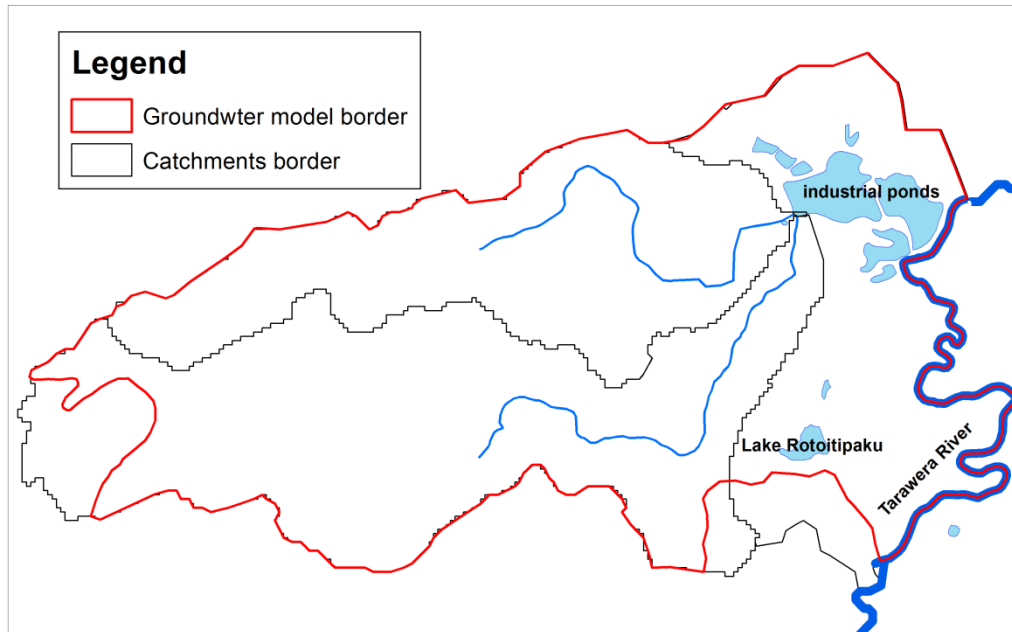 Legend
Groundwter model border
Catchments border
industrial ponds
Lake Rotoitipaku
Tarawera River